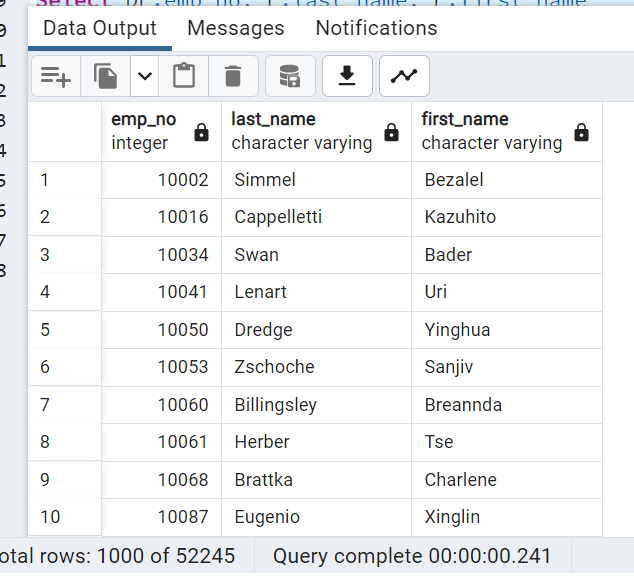 Data Output Messages Notifications
emp_no last_name first_name
integer character varying character varying
1 10002 Simmel Bezalel
2 10016 Cappelletti Kazuhito
3 10034 Swan Bader
4 10041 Lenart Uri
5 10050 Dredge Yinghua
6 10053 Zschoche Sanjiv
7 10060 Billingsley Breannda
8 10061 Herber Tse
9 10068 Brattka Charlene
10 10087 Eugenio Xinglin
otal rows: 1000 of 52245 Query complete 00:00:00.241